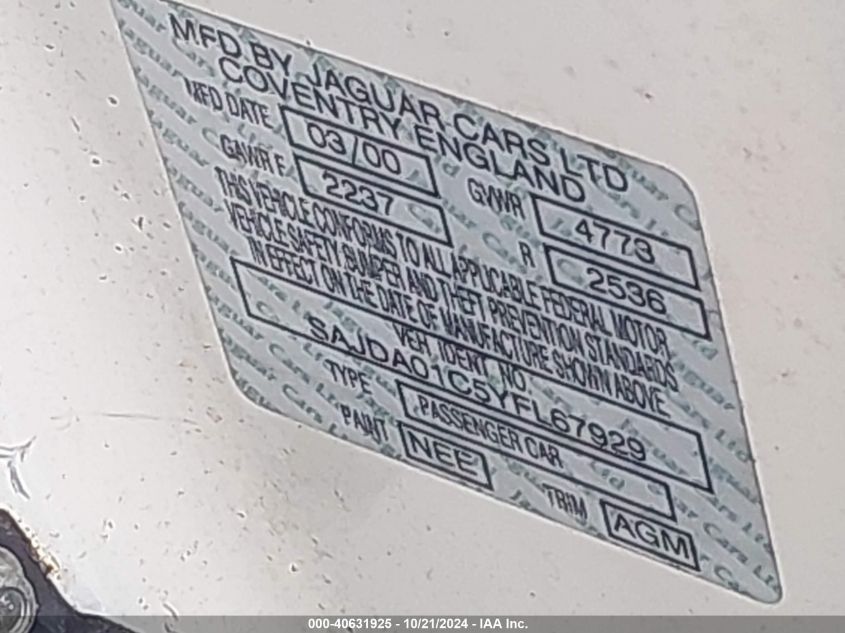 MFD BY JAGUAR CARS LTD
COVENTRY ENGLAND
MFD DATE 03/00 GVWR 4773
GAWR F 2237 R 2536
THIS VEHICLE CONFORMS TO ALL APPLICABLE FEDERAL MOTOR
VEHICLE SAFETY BUMPER AND THEFT PREVENTION STANDARDS
IN EFFECT ON THE DATE OF MANUFACTURE SHOWN ABOVE
VEH. IDENT. NO.
SAJDA01C5YFL67929
TYPE PASSENGER CAR
PAINT NEE TRIM AGM
000-40631925 - 10/21/2024 - IAA Inc.